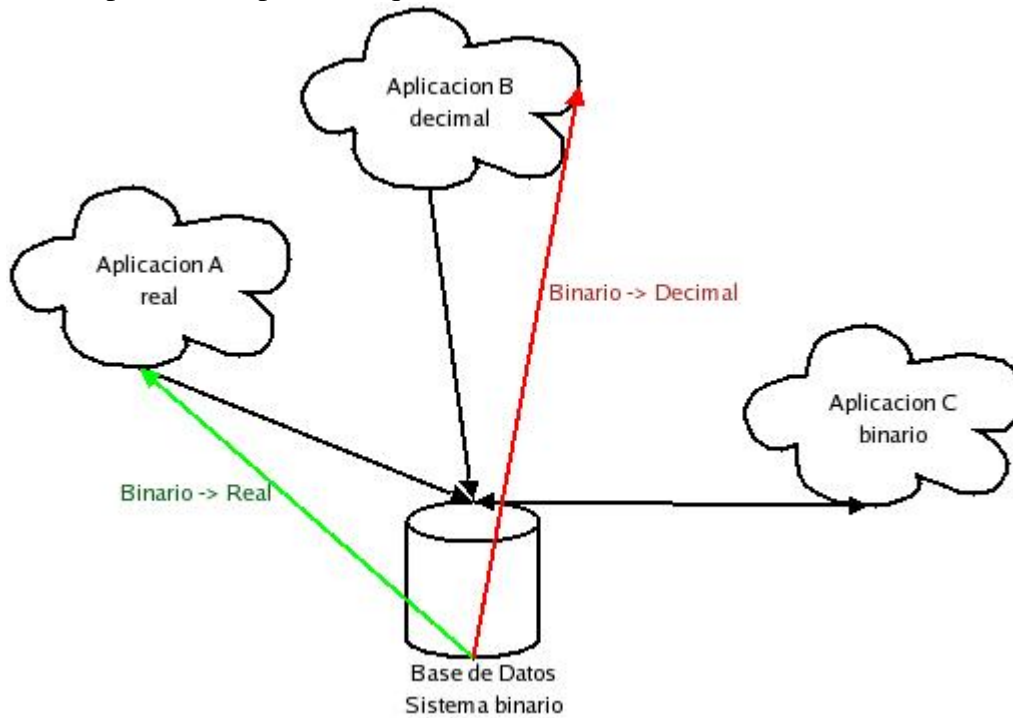 Aplicacion B
decimal
Aplicacion A
real
Binario -> Decimal
Aplicacion C
binario
Binario -> Real
Base de Datos
Sistema binario